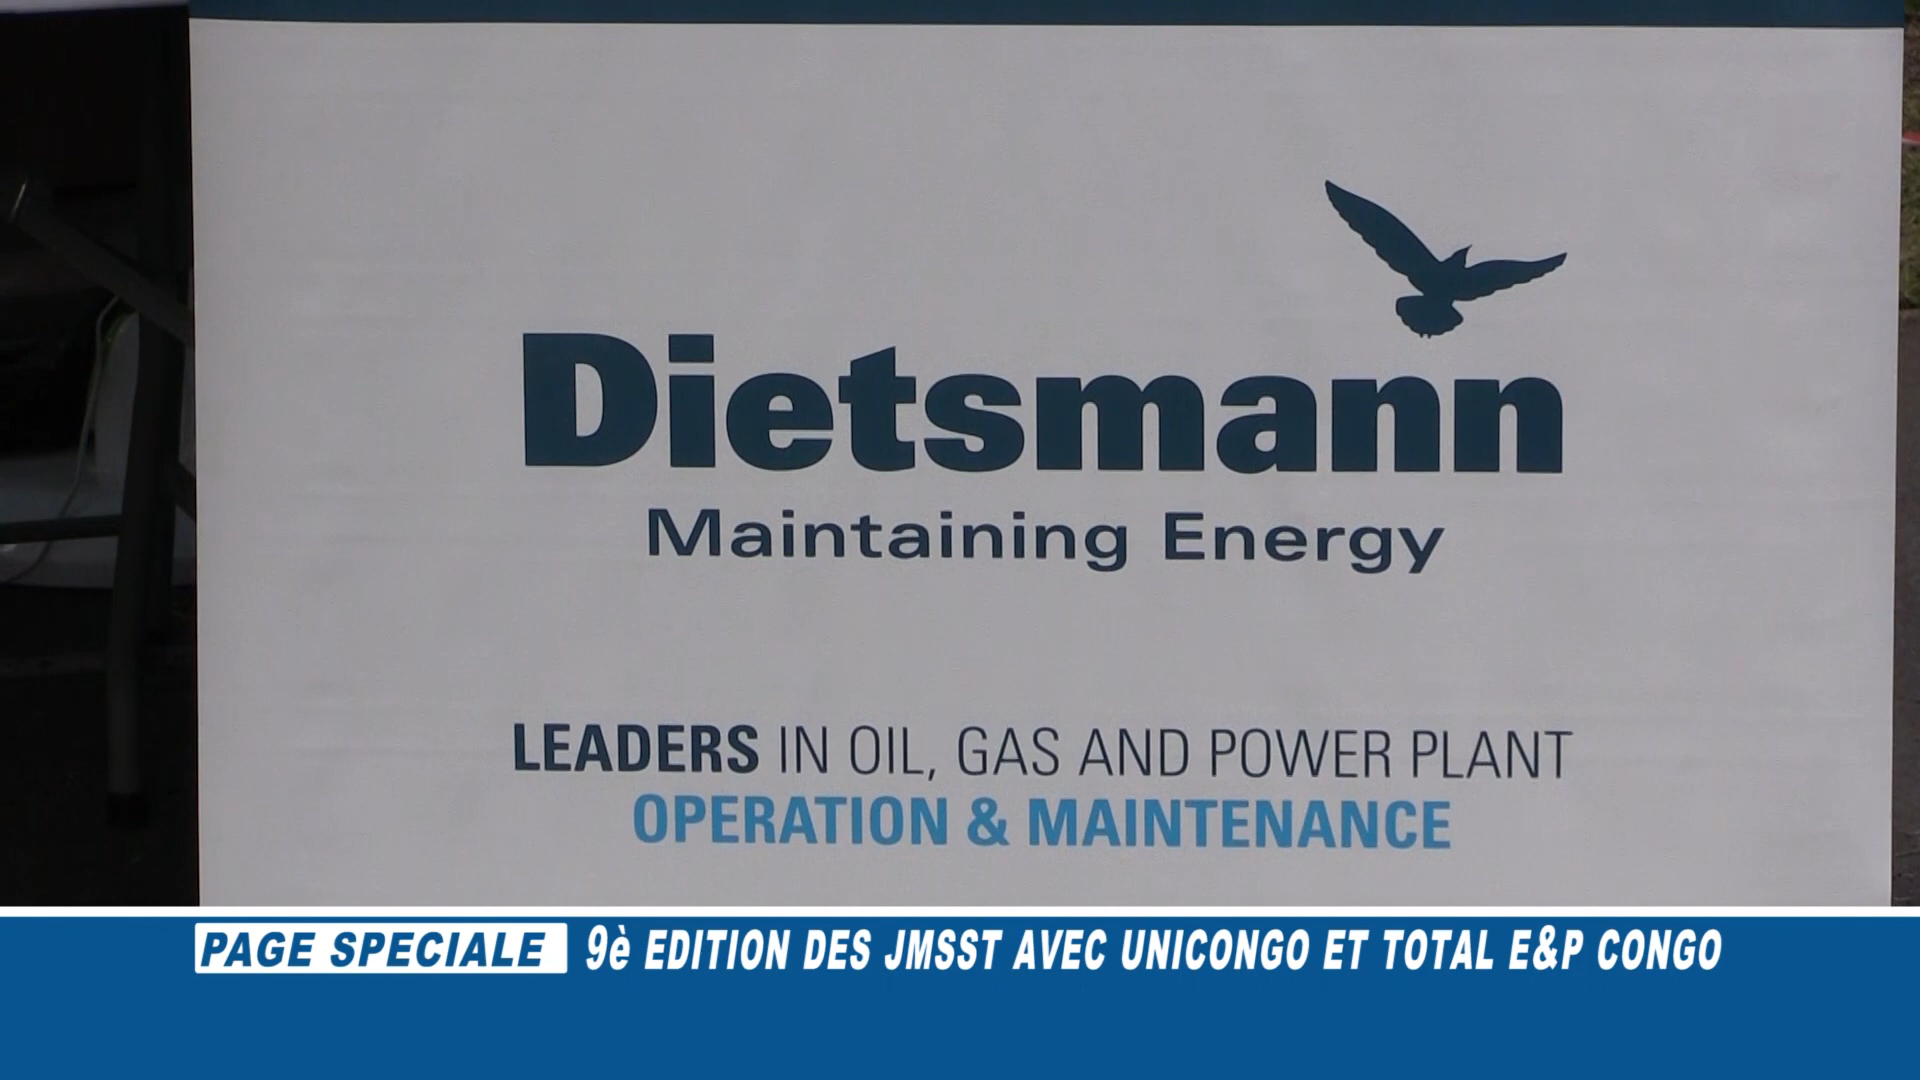 Dietsmann
Maintaining Energy
LEADERS IN OIL, GAS AND POWER PLANT
OPERATION & MAINTENANCE
PAGE SPECIALE 9è EDITION DES JMSST AVEC UNICONGO ET TOTAL E&P CONGO